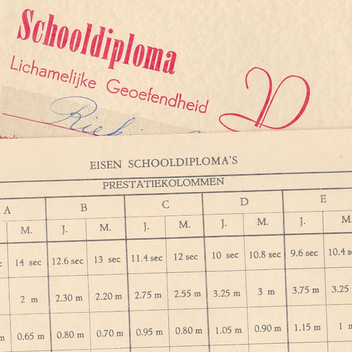 Schooldiploma
Lichamelijke Geoefendheid
D
EISEN SCHOOLDIPLOMA'S
PRESTATIEKOLOMMEN
A B C D E
M. J. M. J. M. J. M. J. M.
14 sec 12.6 sec 13 sec 11.4 sec 12 sec 10 sec 10.8 sec 9.6 sec 10.4
2 m 2.30 m 2.20 m 2.75 m 2.55 m 3.25 m 3 m 3.75 m 3.25
m 0.65 m 0.80 m 0.70 m 0.95 m 0.80 m 1.05 m 0.90 m 1.15 m 1